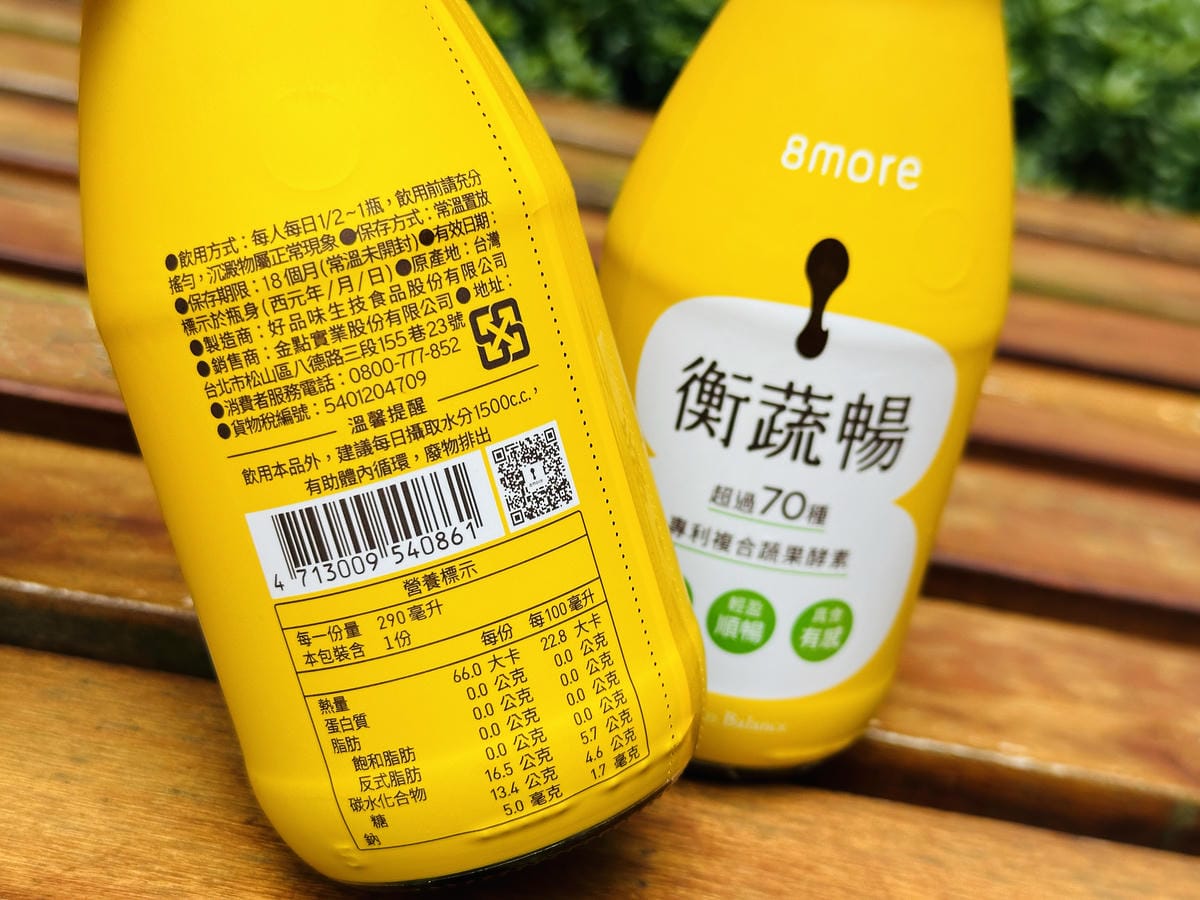 ●飲用方式：每人每日1/2~1瓶，飲用前請充分
搖勻，沉澱物屬正常現象 ●保存方式：常溫置放
●保存期限：18個月(常溫未開封) ●有效日期：
標示於瓶身(西元年/月/日) ●原產地：台灣
●製造商：好品味生技食品股份有限公司
●銷售商：金點實業股份有限公司 ●地址：
台北市松山區八德路三段155巷23號
●消費者服務電話：0800-777-852
●貨物稅編號：5401204709
溫馨提醒
飲用本品外，建議每日攝取水分1500c.c.，
有助體內循環，廢物排出
4 713009 540861
營養標示
每一份量 290毫升
本包裝含 1份
每份 每100毫升
熱量 66.0 大卡 22.8 大卡
蛋白質 0.0 公克 0.0 公克
脂肪 0.0 公克 0.0 公克
飽和脂肪 0.0 公克 0.0 公克
反式脂肪 0.0 公克 0.0 公克
碳水化合物 16.5 公克 5.7 公克
糖 13.4 公克 4.6 公克
鈉 5.0 毫克 1.7 毫克
8more
衡蔬暢
超過70種
專利複合蔬果酵素
輕盈
順暢
真食
有感
Balance